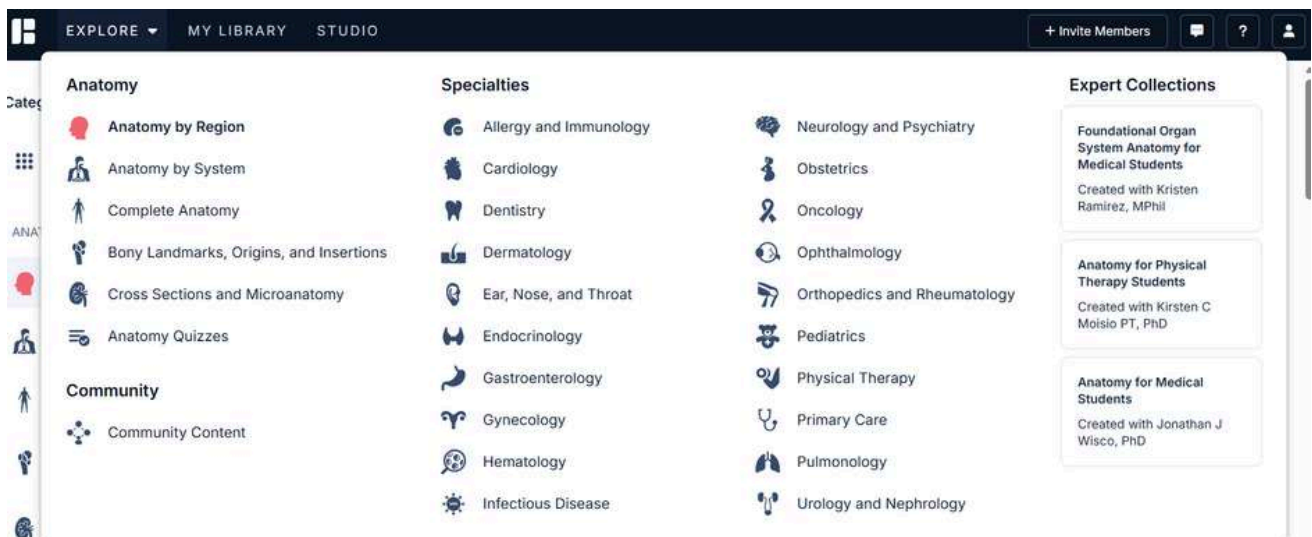 EXPLORE
MY LIBRARY
STUDIO
+ Invite Members
?
Categ
ANA
Anatomy
Anatomy by Region
Anatomy by System
Complete Anatomy
Bony Landmarks, Origins, and Insertions
Cross Sections and Microanatomy
Anatomy Quizzes
Community
Community Content
Specialties
Allergy and Immunology
Cardiology
Dentistry
Dermatology
Ear, Nose, and Throat
Endocrinology
Gastroenterology
Gynecology
Hematology
Infectious Disease
Neurology and Psychiatry
Obstetrics
Oncology
Ophthalmology
Orthopedics and Rheumatology
Pediatrics
Physical Therapy
Primary Care
Pulmonology
Urology and Nephrology
Expert Collections
Foundational Organ
System Anatomy for
Medical Students
Created with Kristen
Ramirez, MPhil
Anatomy for Physical
Therapy Students
Created with Kirsten C
Moisio PT, PhD
Anatomy for Medical
Students
Created with Jonathan J
Wisco, PhD